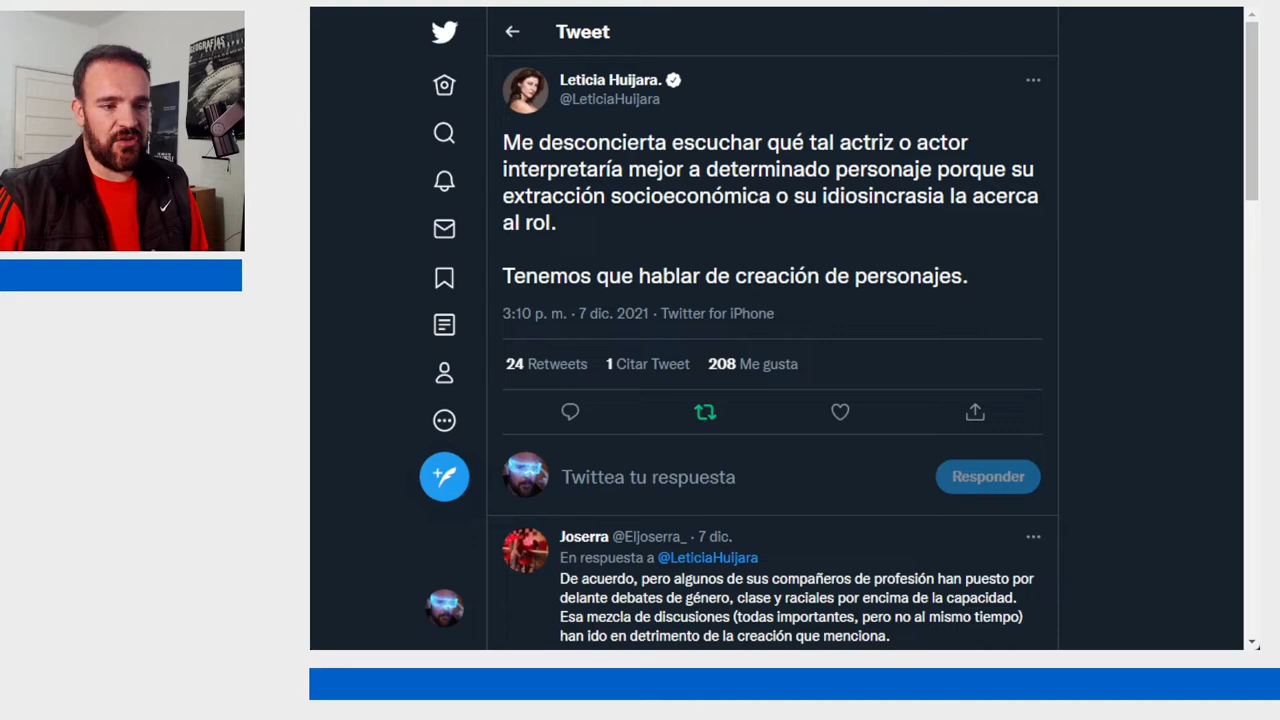 GEOGRAFÍAS
Tweet
Leticia Huijara.
@LeticiaHuijara
Me desconcierta escuchar qué tal actriz o actor
interpretaría mejor a determinado personaje porque su
extracción socioeconómica o su idiosincrasia la acerca
al rol.
Tenemos que hablar de creación de personajes.
3:10 p. m. · 7 dic. 2021 · Twitter for iPhone
24 Retweets 1 Citar Tweet 208 Me gusta
Twittea tu respuesta
Responder
Joserra @Eljoserra_ · 7 dic.
En respuesta a @LeticiaHuijara
De acuerdo, pero algunos de sus compañeros de profesión han puesto por
delante debates de género, clase y raciales por encima de la capacidad.
Esa mezcla de discusiones (todas importantes, pero no al mismo tiempo)
han ido en detrimento de la creación que menciona.